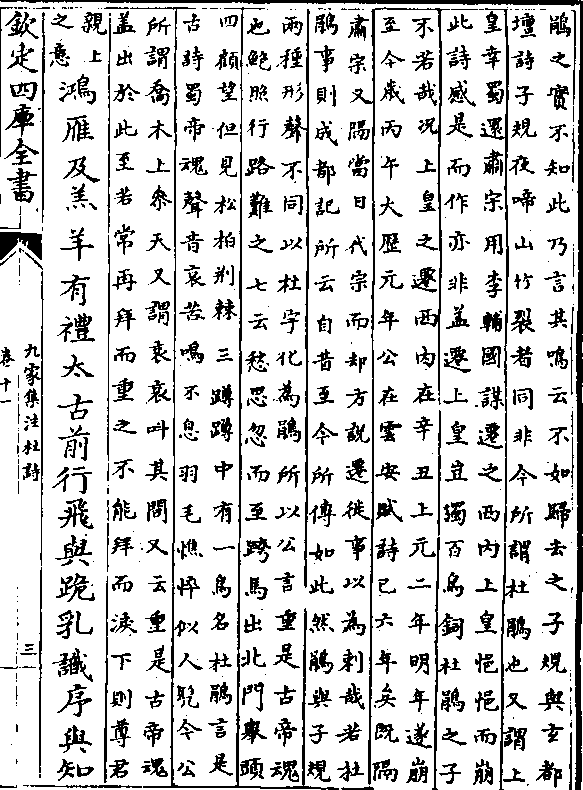 鵑之實不知此乃言其鳴云不如歸去之子規與玄都
壇詩子規夜啼山竹裂者同非今所謂杜鵑也又謂上
皇幸蜀還肅宗用李輔國謀遷之西内上皇悒悒而崩
此詩感是而作亦非葢遷上皇豈獨百鳥飼杜鵑之子
不若哉况上皇之遷西内在辛丑上元二年明年遂崩
至今歲丙午大歴元年公在雲安賦詩已六年矣既隔
肅宗又隔當日代宗而却方說遷徙事以為刺哉若杜
鵑事則成都記所云自昔至今所傳如此然鵑與子規
兩種形聲不同以杜宇化為鵑所以公言重是古帝魂
也鮑照行路難之七云愁思忽而至跨馬出北門舉頭
四顧望但見松柏荆棘三蹲蹲中有一鳥名杜鵑言是
古時蜀帝魂聲音哀苦鳴不息羽毛憔悴似人髠今公
所謂喬木上叅天又謂哀哀叫其間又云重是古帝魂
葢出於此至若常再拜而重之不能拜而淚下則尊君
親上
之意
鴻雁及羔羊有禮太古前行飛與跪乳識序與知
欽定四庫全書
九家集注杜詩
卷十一
三